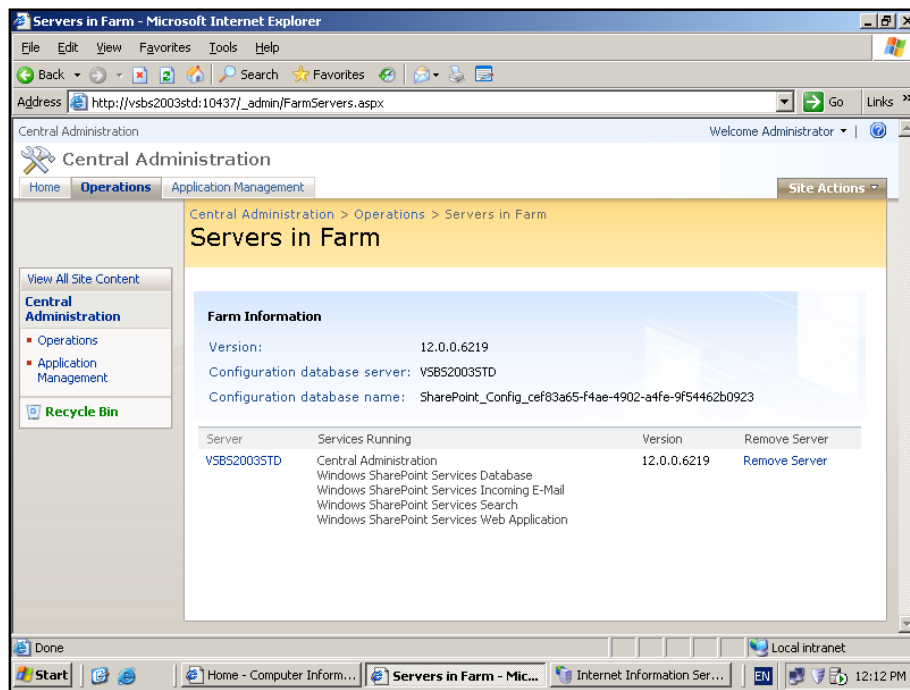 Servers in Farm - Microsoft Internet Explorer
File Edit View Favorites Tools Help
Back Search Favorites
Address http://vsbs2003std:10437/_admin/FarmServers.aspx Go Links »
Central Administration Welcome Administrator
Central Administration
Home Operations Application Management Site Actions
Central Administration > Operations > Servers in Farm
Servers in Farm
View All Site Content
Central
Administration
Operations
Application
Management
Recycle Bin
Farm Information
Version: 12.0.0.6219
Configuration database server: VSBS2003STD
Configuration database name: SharePoint_Config_cef83a65-f4ae-4902-a4fe-9f54462b0923
Server Services Running Version Remove Server
VSBS2003STD Central Administration 12.0.0.6219 Remove Server
Windows SharePoint Services Database
Windows SharePoint Services Incoming E-Mail
Windows SharePoint Services Search
Windows SharePoint Services Web Application
Done Local intranet
Start Home - Computer Inform... Servers in Farm - Mic... Internet Information Ser... EN 12:12 PM